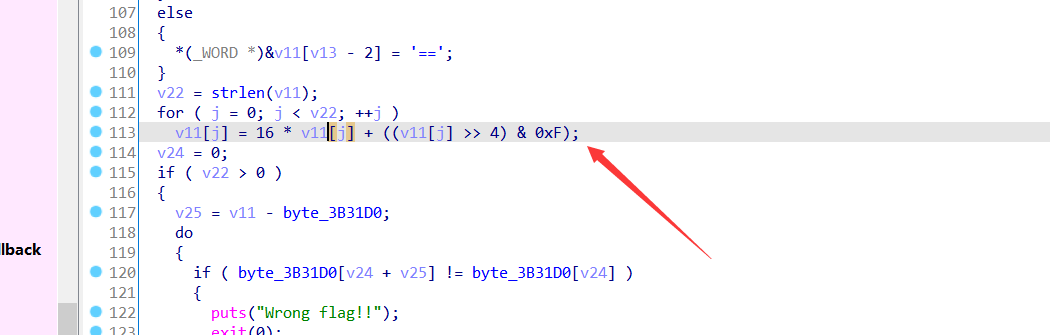 107 else
108 {
109 *(_WORD *)&v11[v13 - 2] = '==';
110 }
111 v22 = strlen(v11);
112 for ( j = 0; j < v22; ++j )
113 v11[j] = 16 * v11[j] + ((v11[j] >> 4) & 0xF);
114 v24 = 0;
115 if ( v22 > 0 )
116 {
117 v25 = v11 - byte_3B31D0;
118 do
119 {
lback
120 if ( byte_3B31D0[v24 + v25] != byte_3B31D0[v24] )
121 {
122 puts("Wrong flag!!");
123 exit(0);